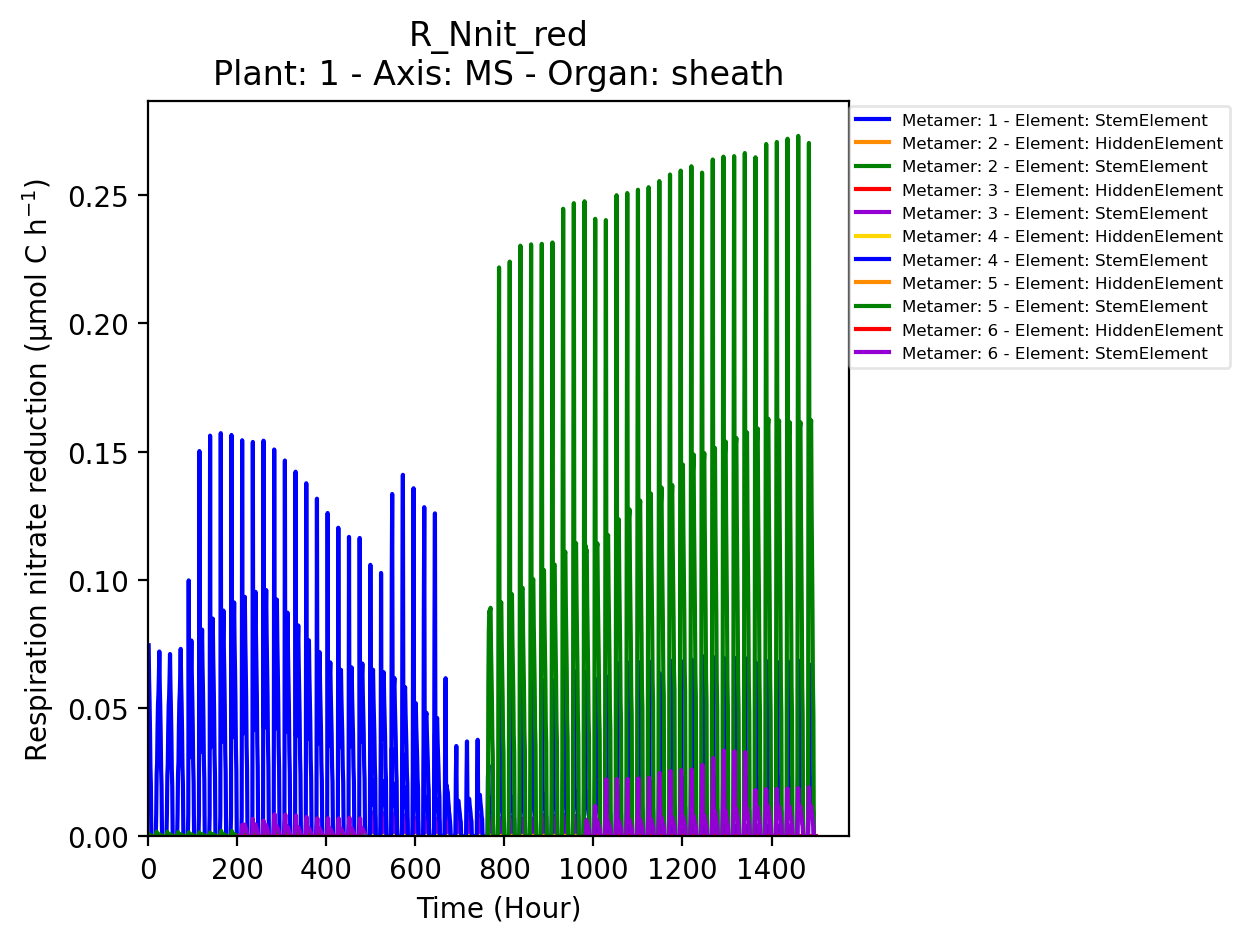 R_Nnit_red
Plant: 1 - Axis: MS - Organ: sheath
Respiration nitrate reduction (µmol C h⁻¹)
0.25
0.20
0.15
0.10
0.05
0.00
0 200 400 600 800 1000 1200 1400
Time (Hour)
Metamer: 1 - Element: StemElement
Metamer: 2 - Element: HiddenElement
Metamer: 2 - Element: StemElement
Metamer: 3 - Element: HiddenElement
Metamer: 3 - Element: StemElement
Metamer: 4 - Element: HiddenElement
Metamer: 4 - Element: StemElement
Metamer: 5 - Element: HiddenElement
Metamer: 5 - Element: StemElement
Metamer: 6 - Element: HiddenElement
Metamer: 6 - Element: StemElement